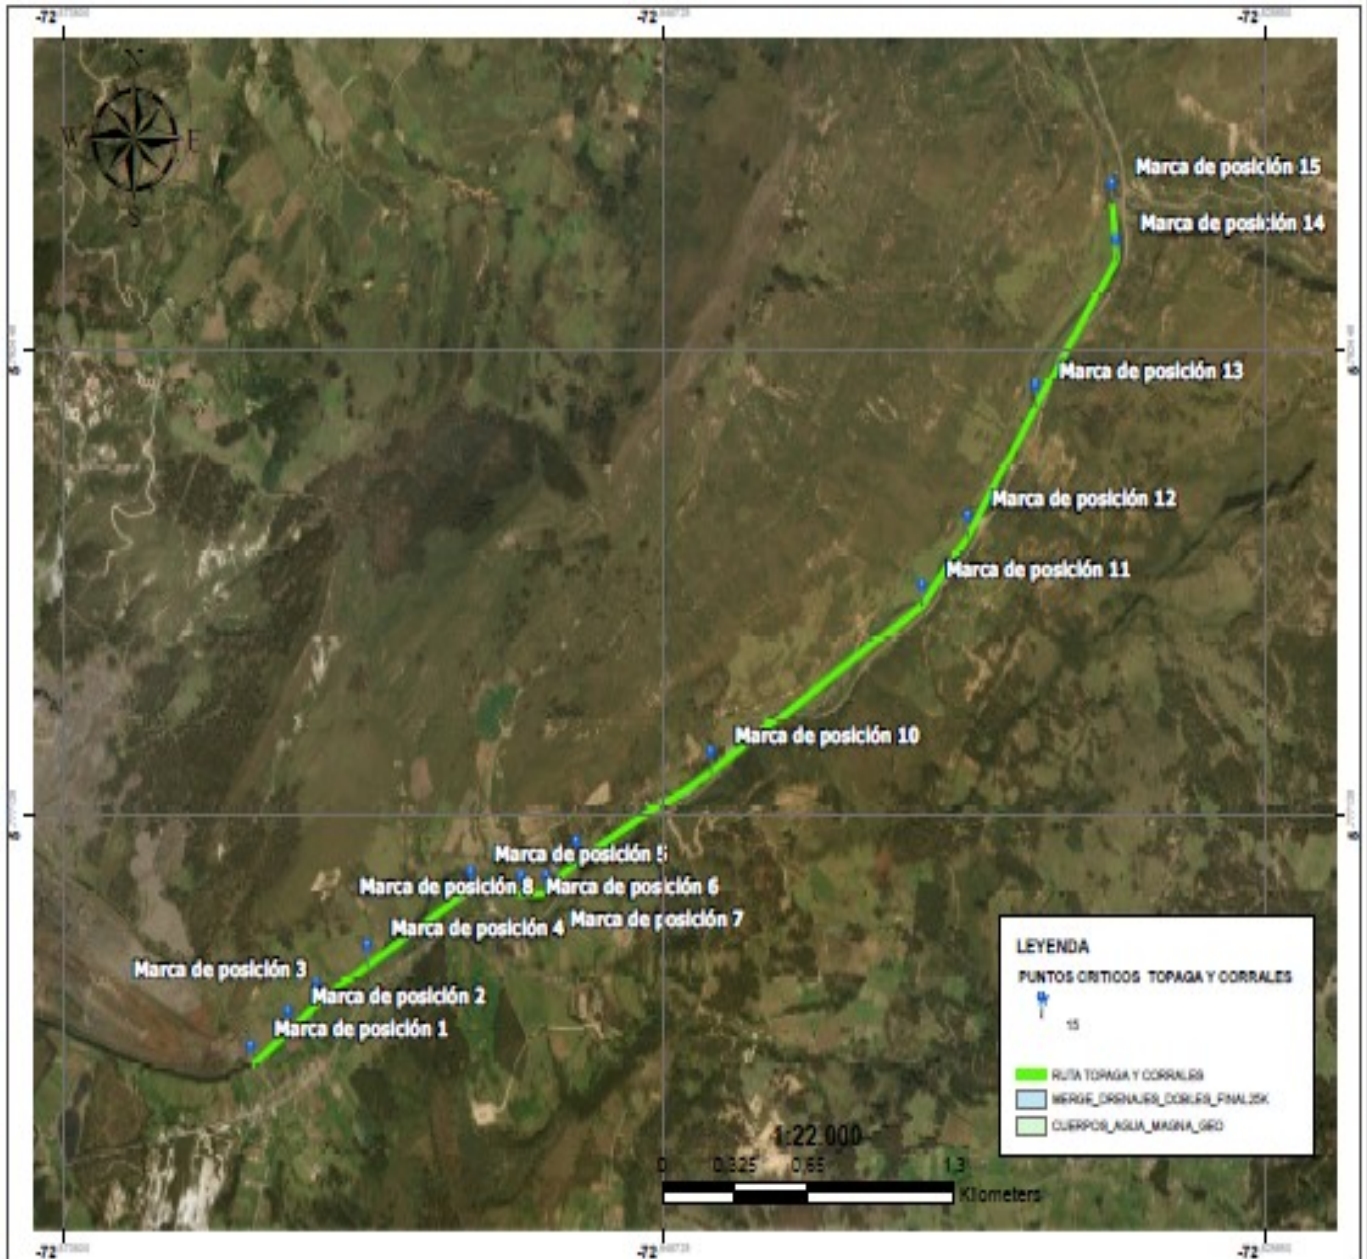 -72
-72
-72
N
W E
S
Marca de posición 15
Marca de posición 14
Marca de posición 13
Marca de posición 12
Marca de posición 11
Marca de posición 10
Marca de posición 5
Marca de posición 8
Marca de posición 6
Marca de posición 7
Marca de posición 4
Marca de posición 3
Marca de posición 2
Marca de posición 1
LEYENDA
PUNTOS CRITICOS TOPAGA Y CORRALES
15
RUTA TOPAGA Y CORRALES
MERGE_DRENAJES_DOBLES_FINAL25K
CUERPOS_AGUA_MAGNA_GEO
1:22.000
0 0,325 0,65 1,3
Kilometers
-72
-72
-72